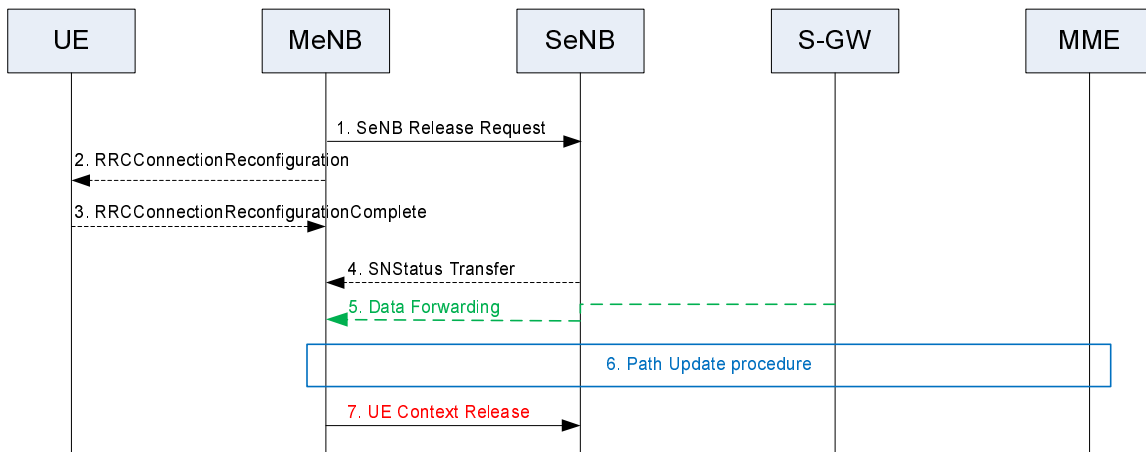 UE
MeNB
SeNB
S-GW
MME
1. SeNB Release Request
2. RRCConnectionReconfiguration
3. RRCConnectionReconfigurationComplete
4. SNStatus Transfer
5. Data Forwarding
6. Path Update procedure
7. UE Context Release